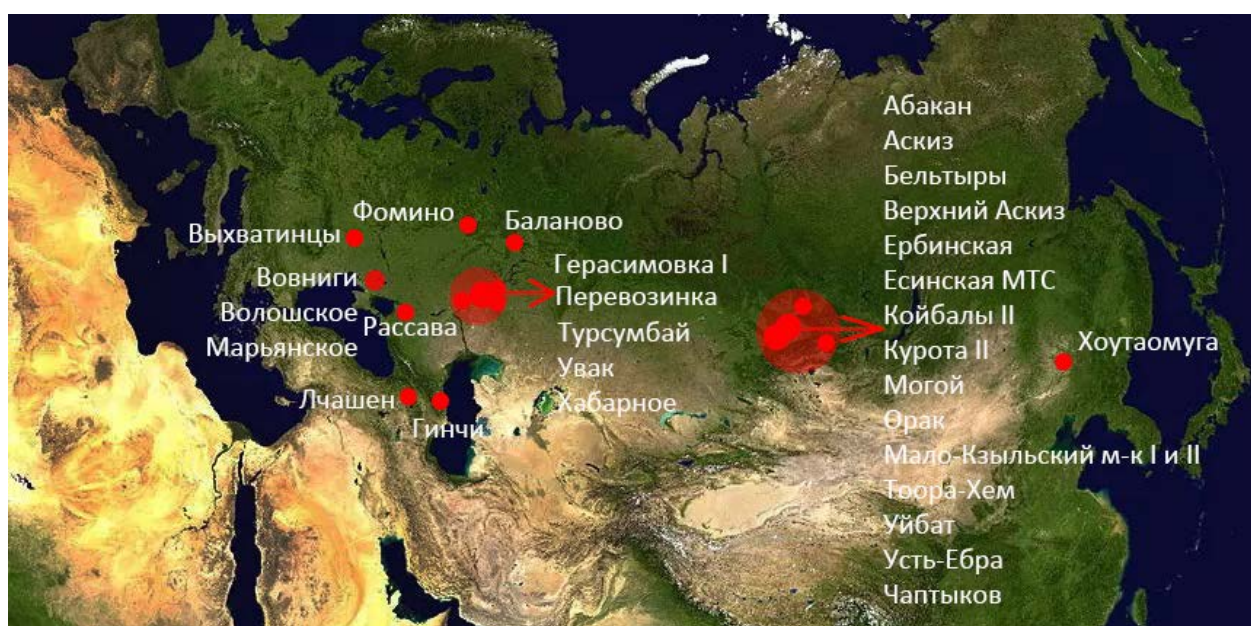 Фомино
Баланово
Выхватинцы
Вовниги
Волошское
Марьянское
Рассава
Лчашен
Гинчи
Герасимовка I
Перевозинка
Турсумбай
Увак
Хабарное
Абакан
Аскиз
Бельтыры
Верхний Аскиз
Ербинская
Есинская МТС
Койбалы II
Курота II
Могой
Орак
Мало-Кзыльский м-к I и II
Тоора-Хем
Уйбат
Усть-Ебра
Чаптыков
Хоутаомуга